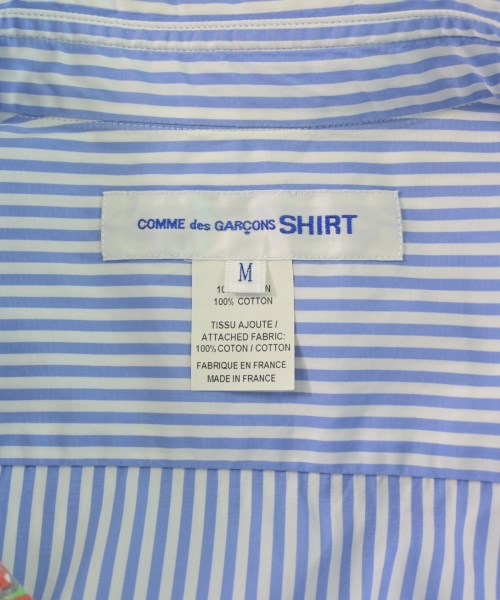 COMME des GARÇONS SHIRT
M
100% COTTON
TISSU AJOUTE /
ATTACHED FABRIC:
100%COTON / COTTON
FABRIQUE EN FRANCE
MADE IN FRANCE